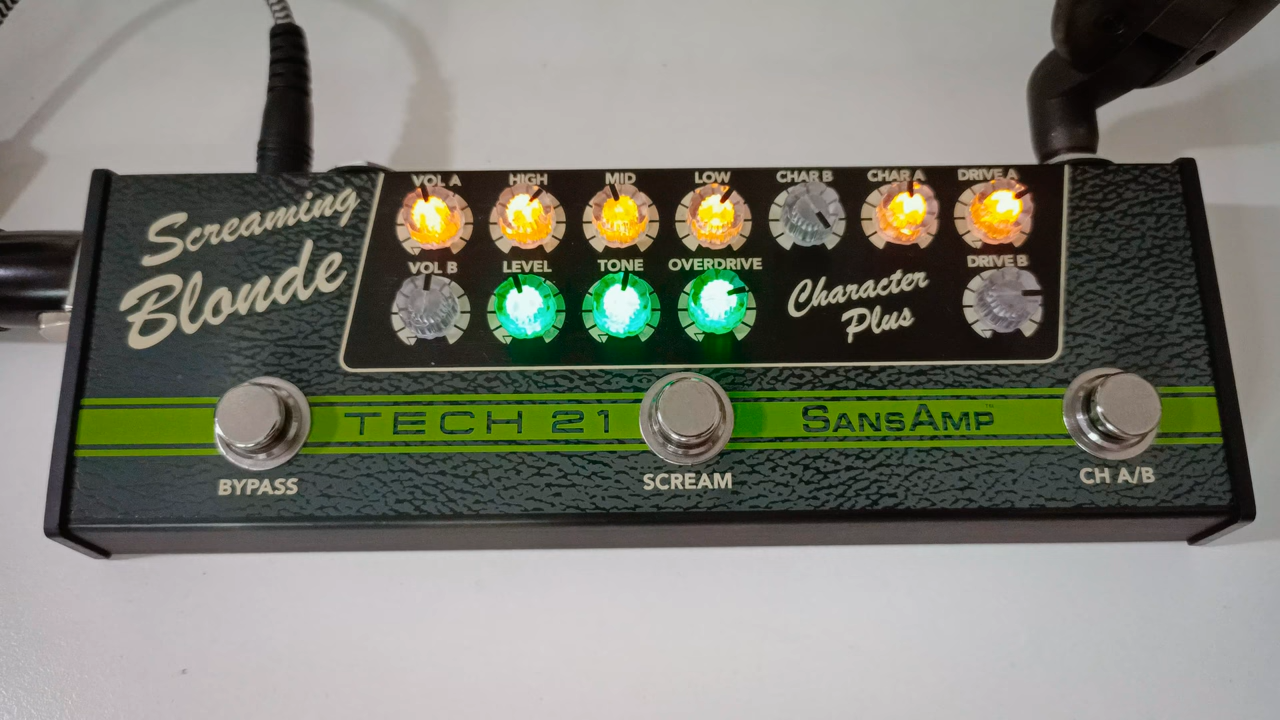 Screaming
Blonde
VOL A HIGH MID LOW CHAR B CHAR A DRIVE A
VOL B LEVEL TONE OVERDRIVE DRIVE B
Character
Plus
TECH 21 SANSAMP™
BYPASS SCREAM CH A/B